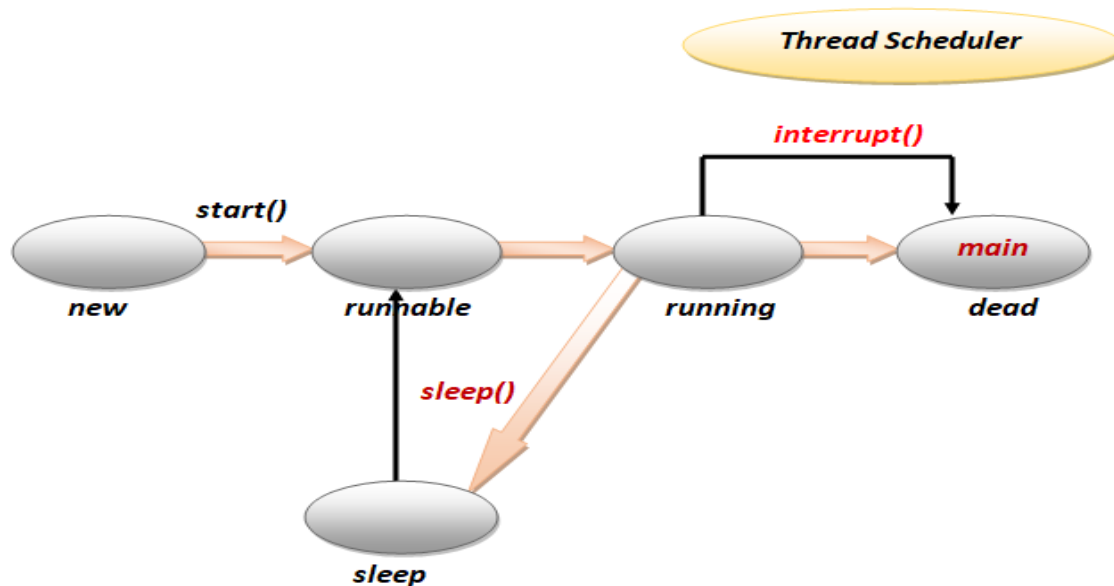 Thread Scheduler
interrupt()
start()
main
new
runnable
running
dead
sleep()
sleep